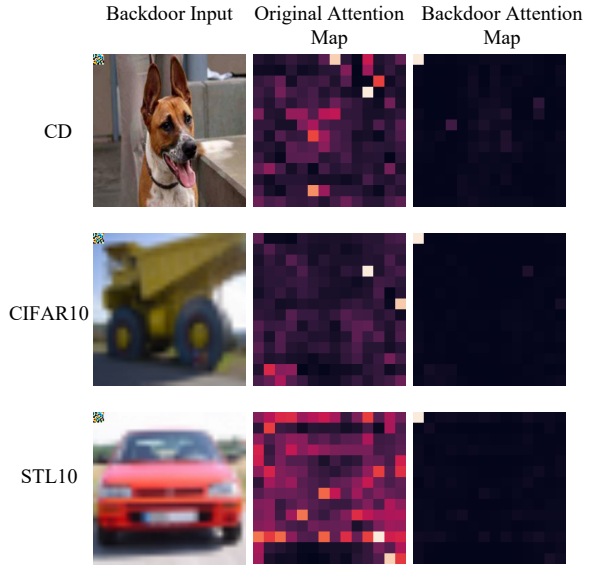 Backdoor Input
Original Attention
Map
Backdoor Attention
Map
CD
CIFAR10
STL10